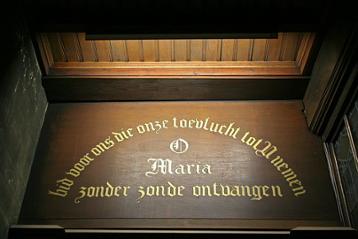 bid voor ons die onze toevlucht tot U nemen
O
Maria
zonder zonde ontvangen